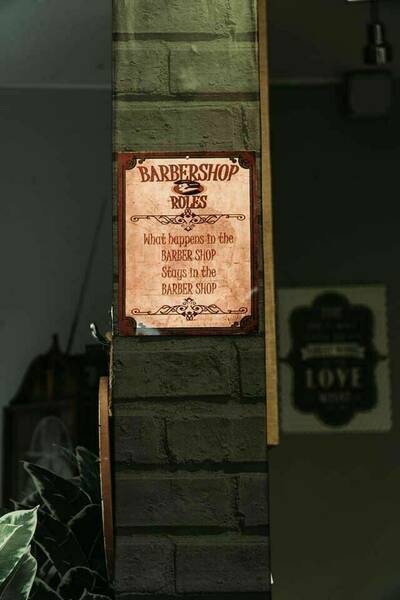 BARBERSHOP
RULES
What happens in the
BARBER SHOP
Stays in the
BARBER SHOP
LOVE